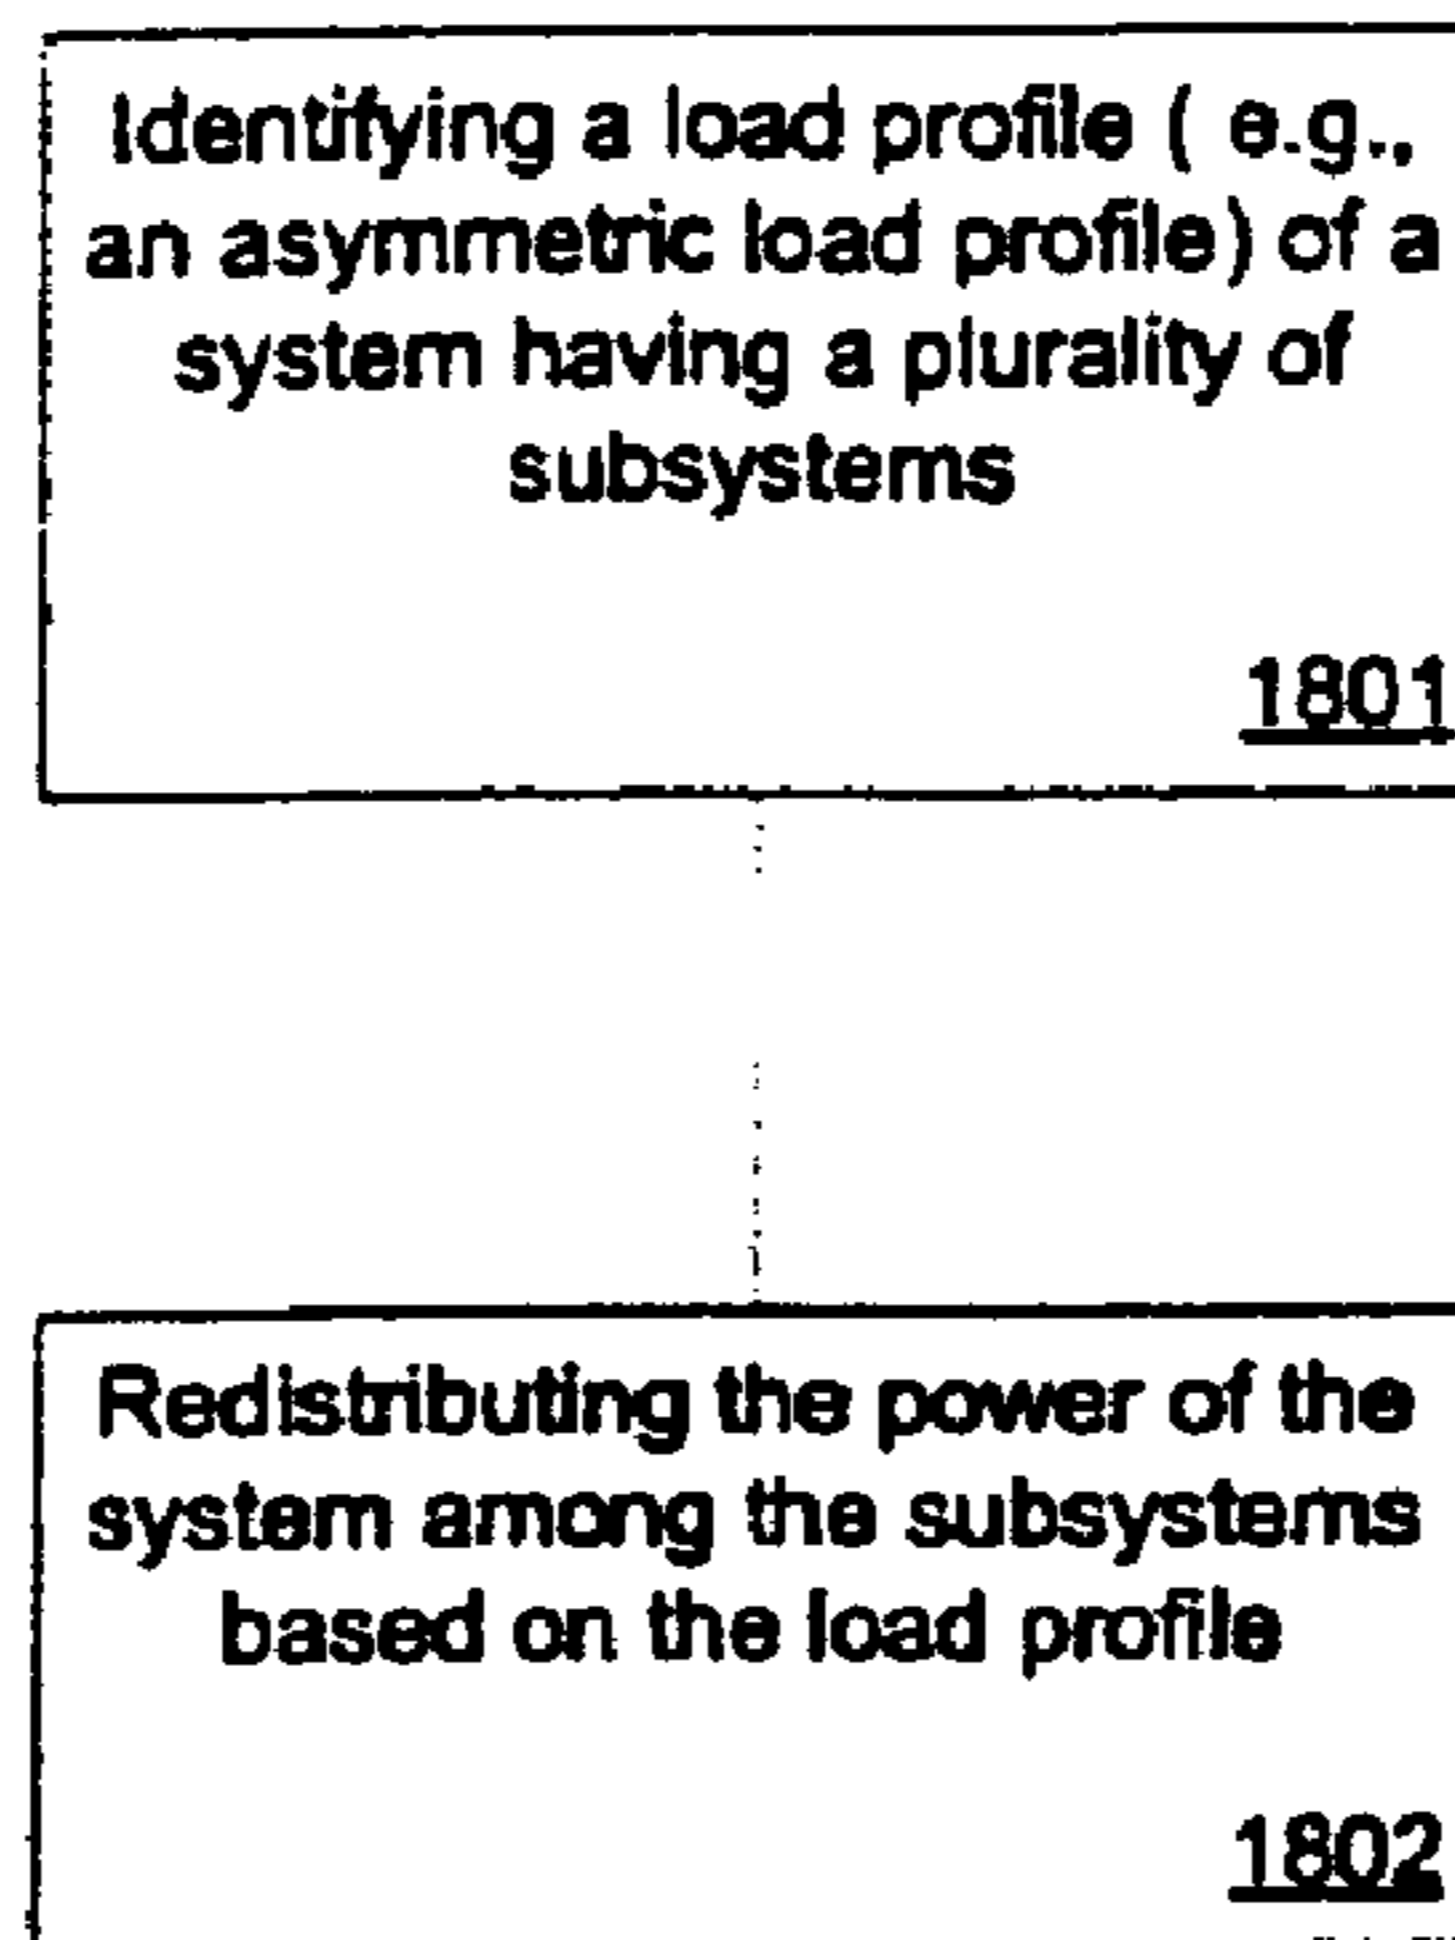 Identifying a load profile ( e.g.,
an asymmetric load profile) of a
system having a plurality of
subsystems
1801
Redistributing the power of the
system among the subsystems
based on the load profile
1802